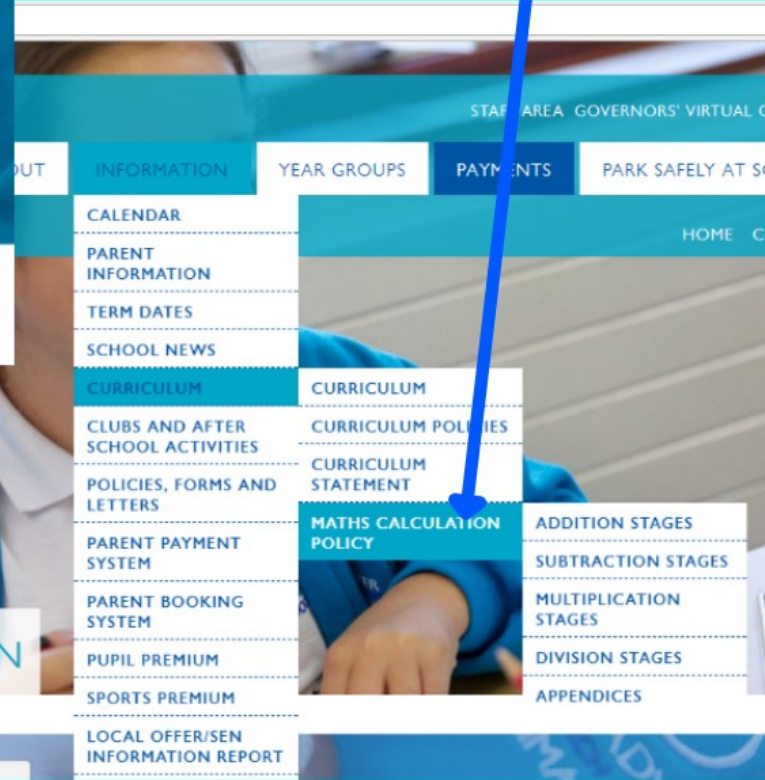 STAFF AREA GOVERNORS' VIRTUAL
OUT INFORMATION YEAR GROUPS PAYMENTS PARK SAFELY AT
HOME
CALENDAR
PARENT
INFORMATION
TERM DATES
SCHOOL NEWS
CURRICULUM
CLUBS AND AFTER
SCHOOL ACTIVITIES
POLICIES, FORMS AND
LETTERS
PARENT PAYMENT
SYSTEM
PARENT BOOKING
SYSTEM
PUPIL PREMIUM
SPORTS PREMIUM
LOCAL OFFER/SEN
INFORMATION REPORT
CURRICULUM
CURRICULUM POLICIES
CURRICULUM
STATEMENT
MATHS CALCULATION
POLICY
ADDITION STAGES
SUBTRACTION STAGES
MULTIPLICATION
STAGES
DIVISION STAGES
APPENDICES
N